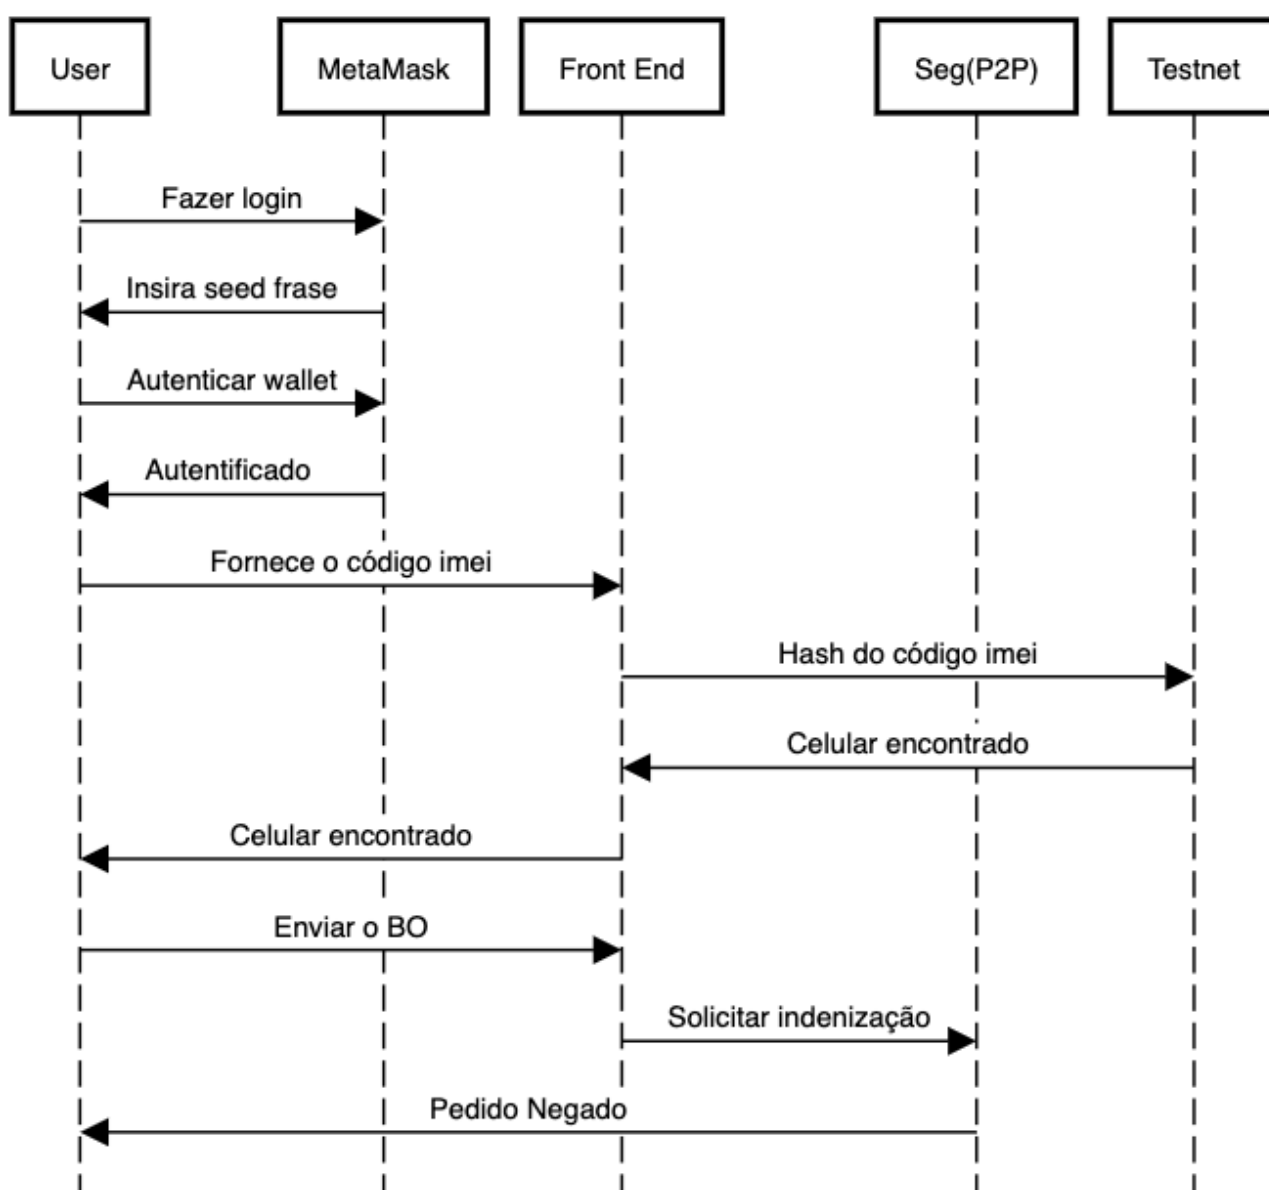 User
MetaMask
Front End
Seg(P2P)
Testnet
Fazer login
Insira seed frase
Autenticar wallet
Autentificado
Fornece o código imei
Hash do código imei
Celular encontrado
Celular encontrado
Enviar o BO
Solicitar indenização
Pedido Negado